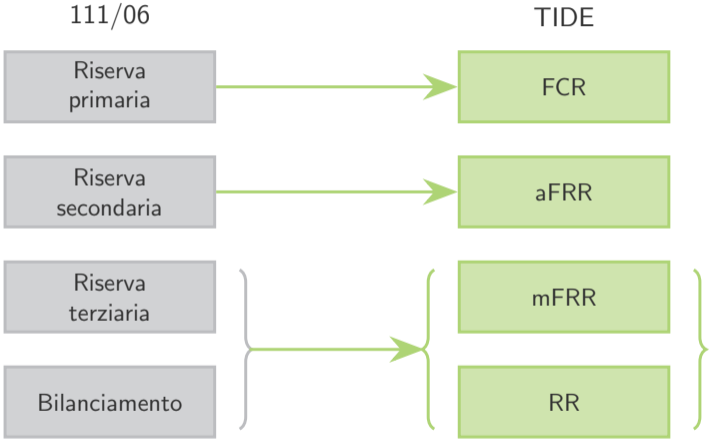 111/06
TIDE
Riserva
primaria
FCR
Riserva
secondaria
aFRR
Riserva
terziaria
mFRR
Bilanciamento
RR